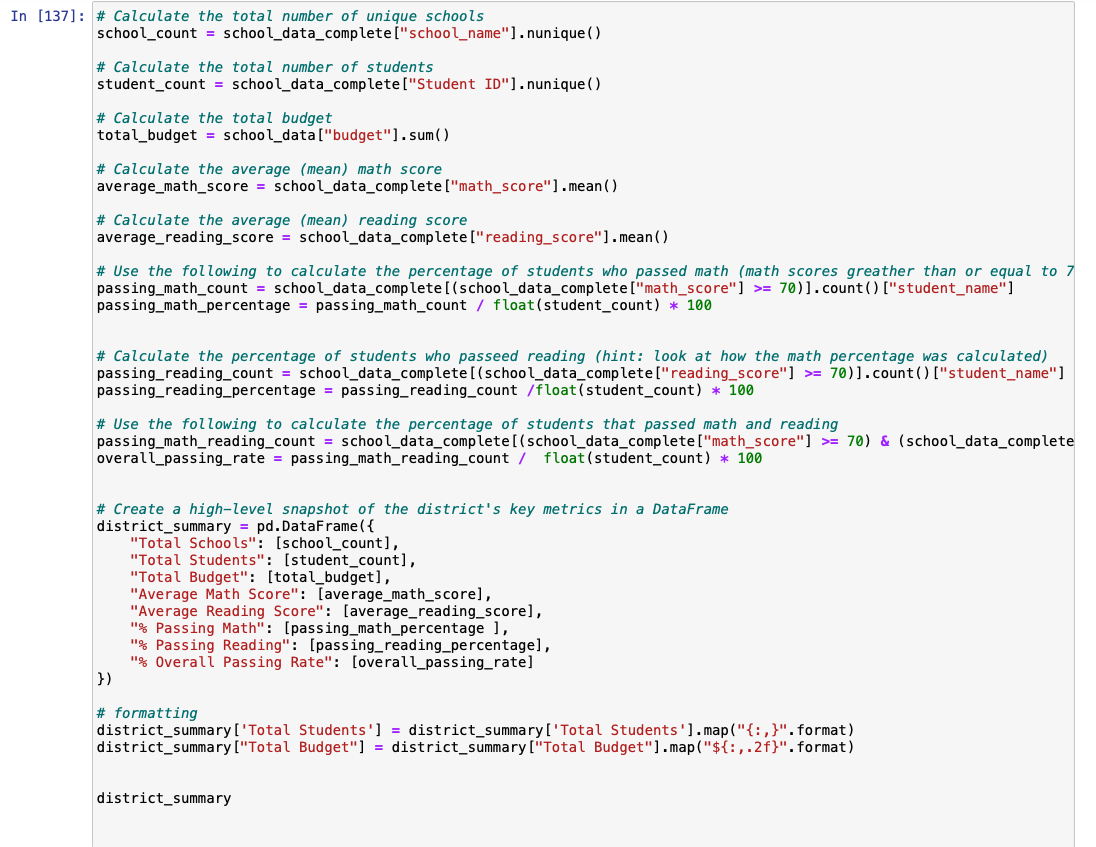 In [137]:
# Calculate the total number of unique schools
school_count = school_data_complete["school_name"].nunique()
# Calculate the total number of students
student_count = school_data_complete["Student ID"].nunique()
# Calculate the total budget
total_budget = school_data["budget"].sum()
# Calculate the average (mean) math score
average_math_score = school_data_complete["math_score"].mean()
# Calculate the average (mean) reading score
average_reading_score = school_data_complete["reading_score"].mean()
# Use the following to calculate the percentage of students who passed math (math scores greather than or equal to 7
passing_math_count = school_data_complete[(school_data_complete["math_score"] >= 70)].count()["student_name"]
passing_math_percentage = passing_math_count / float(student_count) * 100
# Calculate the percentage of students who passeed reading (hint: look at how the math percentage was calculated)
passing_reading_count = school_data_complete[(school_data_complete["reading_score"] >= 70)].count()["student_name"]
passing_reading_percentage = passing_reading_count /float(student_count) * 100
# Use the following to calculate the percentage of students that passed math and reading
passing_math_reading_count = school_data_complete[(school_data_complete["math_score"] >= 70) & (school_data_complete
overall_passing_rate = passing_math_reading_count /  float(student_count) * 100
# Create a high-level snapshot of the district's key metrics in a DataFrame
district_summary = pd.DataFrame({
    "Total Schools": [school_count],
    "Total Students": [student_count],
    "Total Budget": [total_budget],
    "Average Math Score": [average_math_score],
    "Average Reading Score": [average_reading_score],
    "% Passing Math": [passing_math_percentage ],
    "% Passing Reading": [passing_reading_percentage],
    "% Overall Passing Rate": [overall_passing_rate]
})
# formatting
district_summary['Total Students'] = district_summary['Total Students'].map("{:,}".format)
district_summary["Total Budget"] = district_summary["Total Budget"].map("${:,.2f}".format)
district_summary